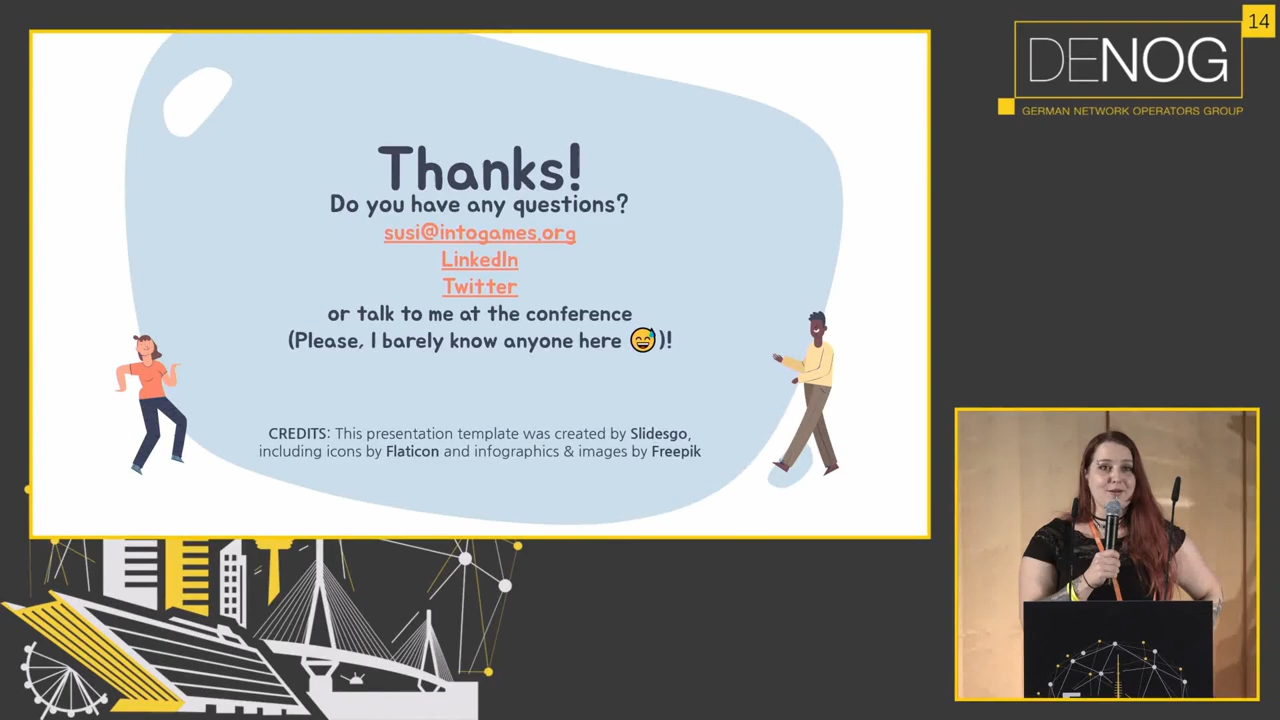 Thanks!
Do you have any questions?
susi@intogames.org
LinkedIn
Twitter
or talk to me at the conference
(Please, I barely know anyone here 😅)!
CREDITS: This presentation template was created by Slidesgo,
including icons by Flaticon and infographics & images by Freepik
14
DENOG
GERMAN NETWORK OPERATORS GROUP